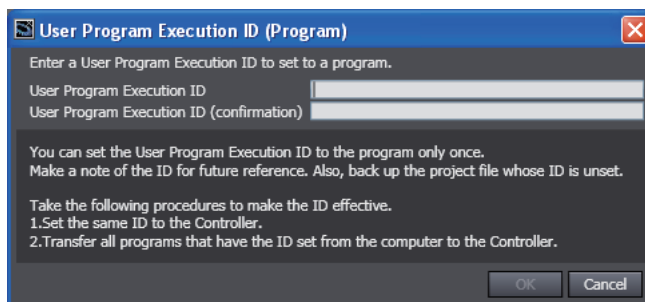 User Program Execution ID (Program)
Enter a User Program Execution ID to set to a program.
User Program Execution ID
User Program Execution ID (confirmation)
You can set the User Program Execution ID to the program only once.
Make a note of the ID for future reference. Also, back up the project file whose ID is unset.
Take the following procedures to make the ID effective.
1.Set the same ID to the Controller.
2.Transfer all programs that have the ID set from the computer to the Controller.
OK Cancel